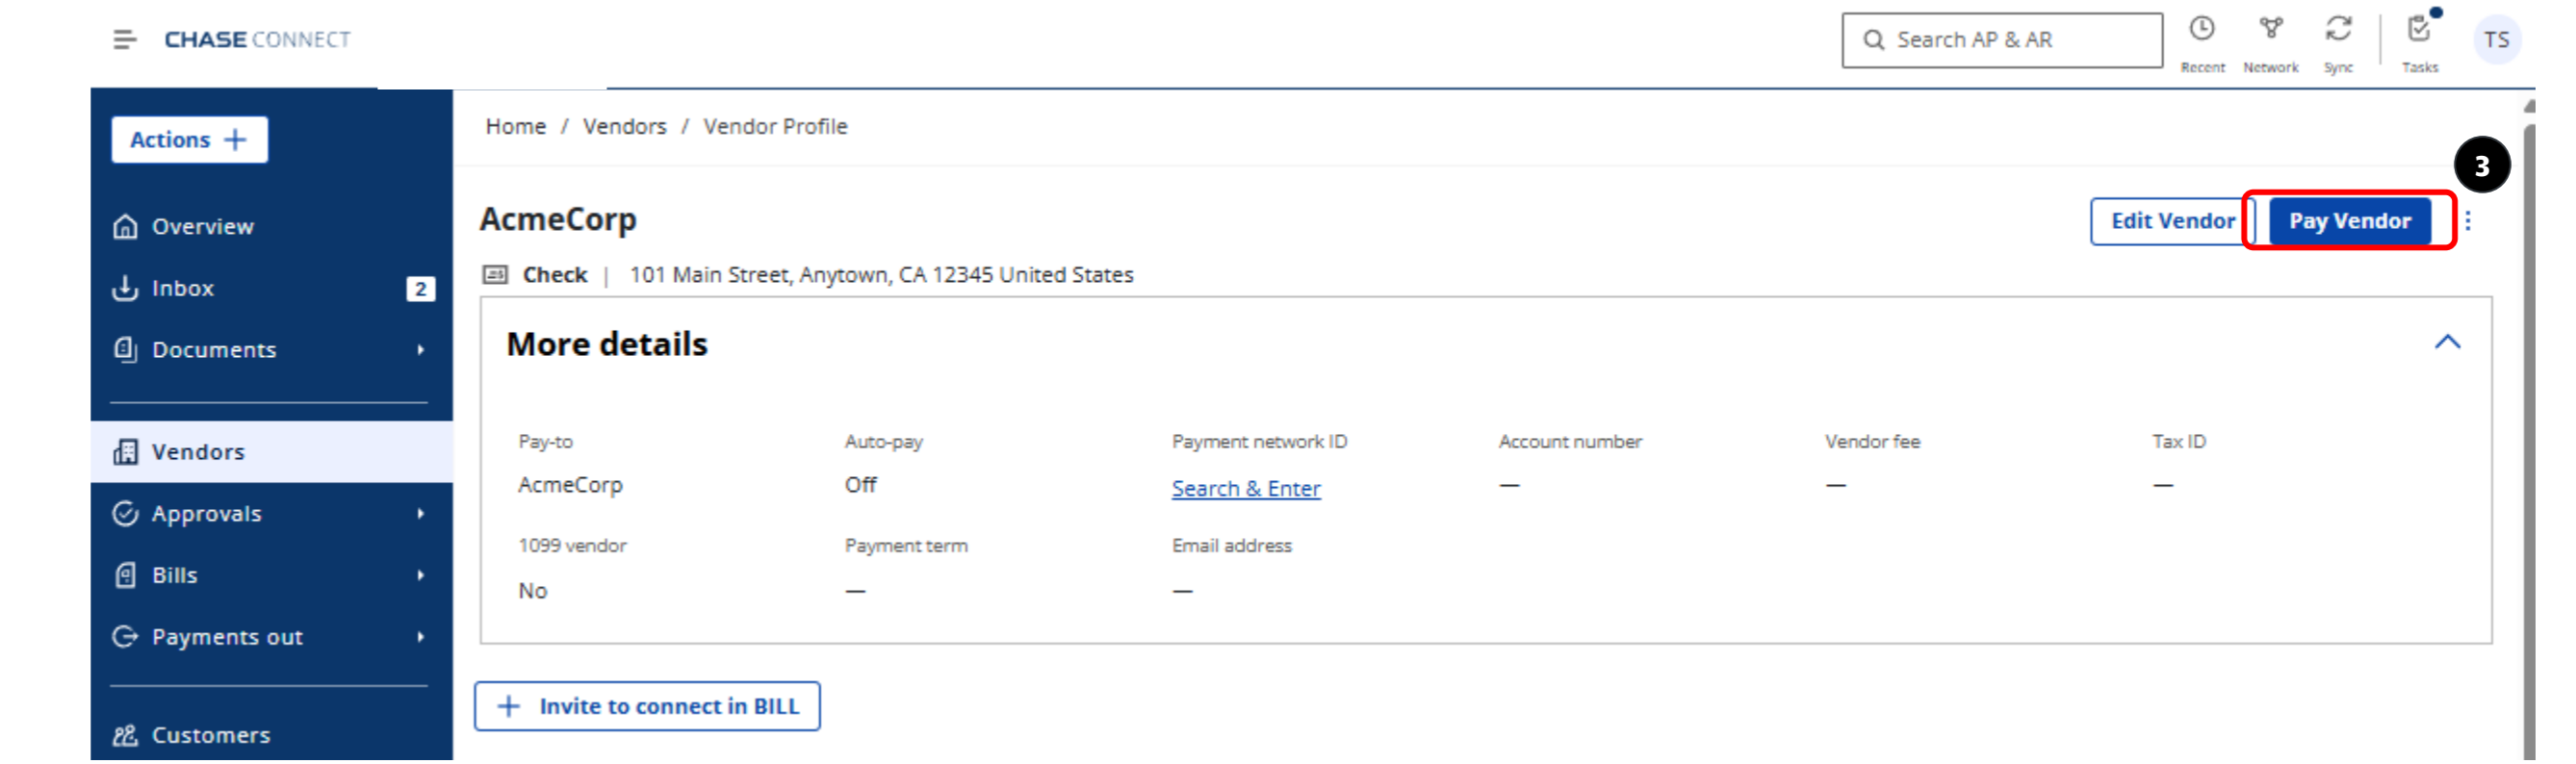 CHASE CONNECT
Search AP & AR
Recent Network Sync Tasks
TS
Actions +
Overview
Inbox 2
Documents
Vendors
Approvals
Bills
Payments out
Customers
Home / Vendors / Vendor Profile
3
AcmeCorp
Edit Vendor Pay Vendor
Check | 101 Main Street, Anytown, CA 12345 United States
More details
Pay-to Auto-pay Payment network ID Account number Vendor fee Tax ID
AcmeCorp Off Search & Enter — — —
1099 vendor Payment term Email address
No — —
+ Invite to connect in BILL